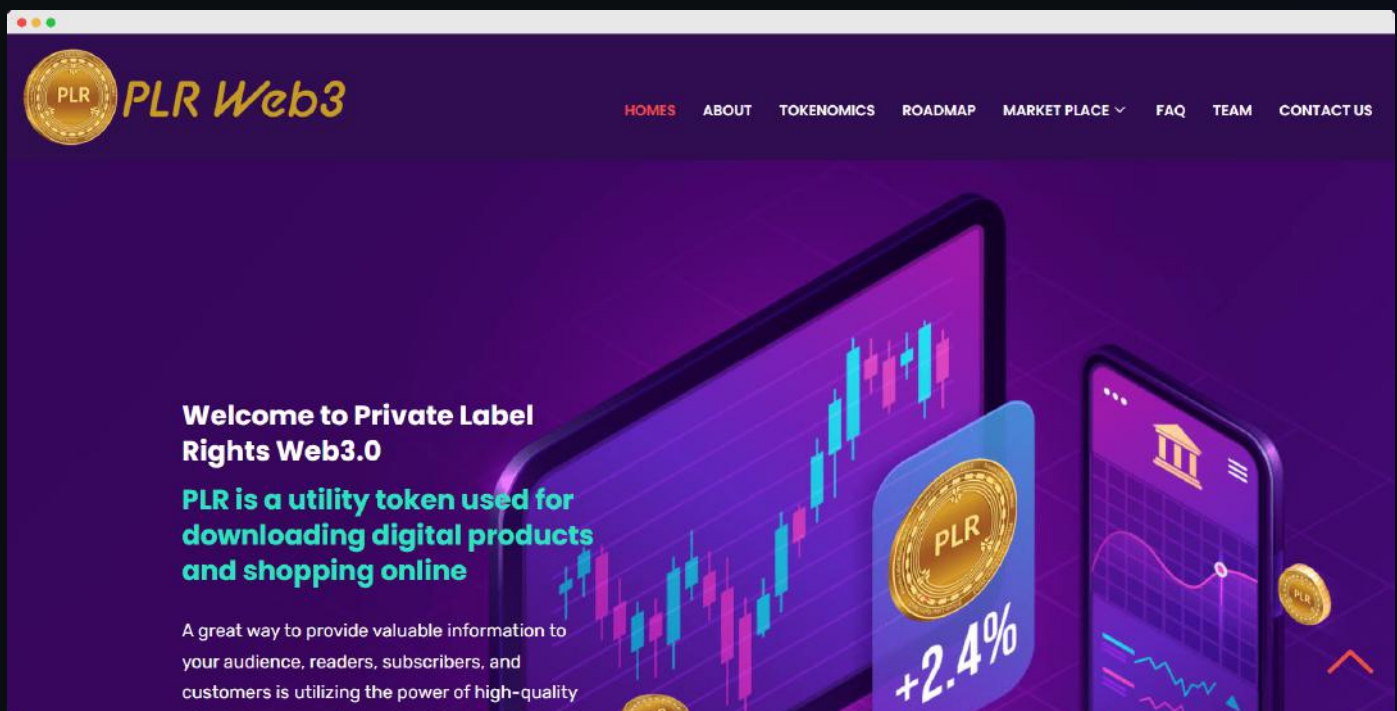 PLR
PLR Web3
HOMES ABOUT TOKENOMICS ROADMAP MARKET PLACE FAQ TEAM CONTACT US
Welcome to Private Label
Rights Web3.0
PLR is a utility token used for
downloading digital products
and shopping online
A great way to provide valuable information to
your audience, readers, subscribers, and
customers is utilizing the power of high-quality
PLR
+2.4%
PLR